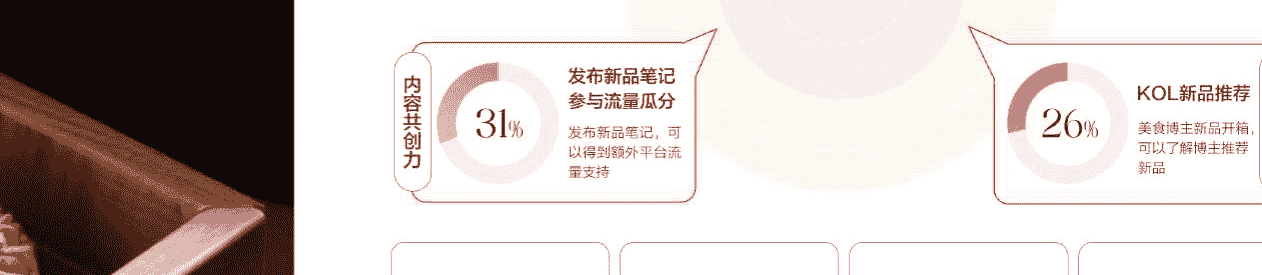 内容共创力
31%
发布新品笔记
参与流量瓜分
发布新品笔记，可
以得到额外平台流
量支持
26%
KOL新品推荐
美食博主新品开箱，
可以了解博主推荐
新品